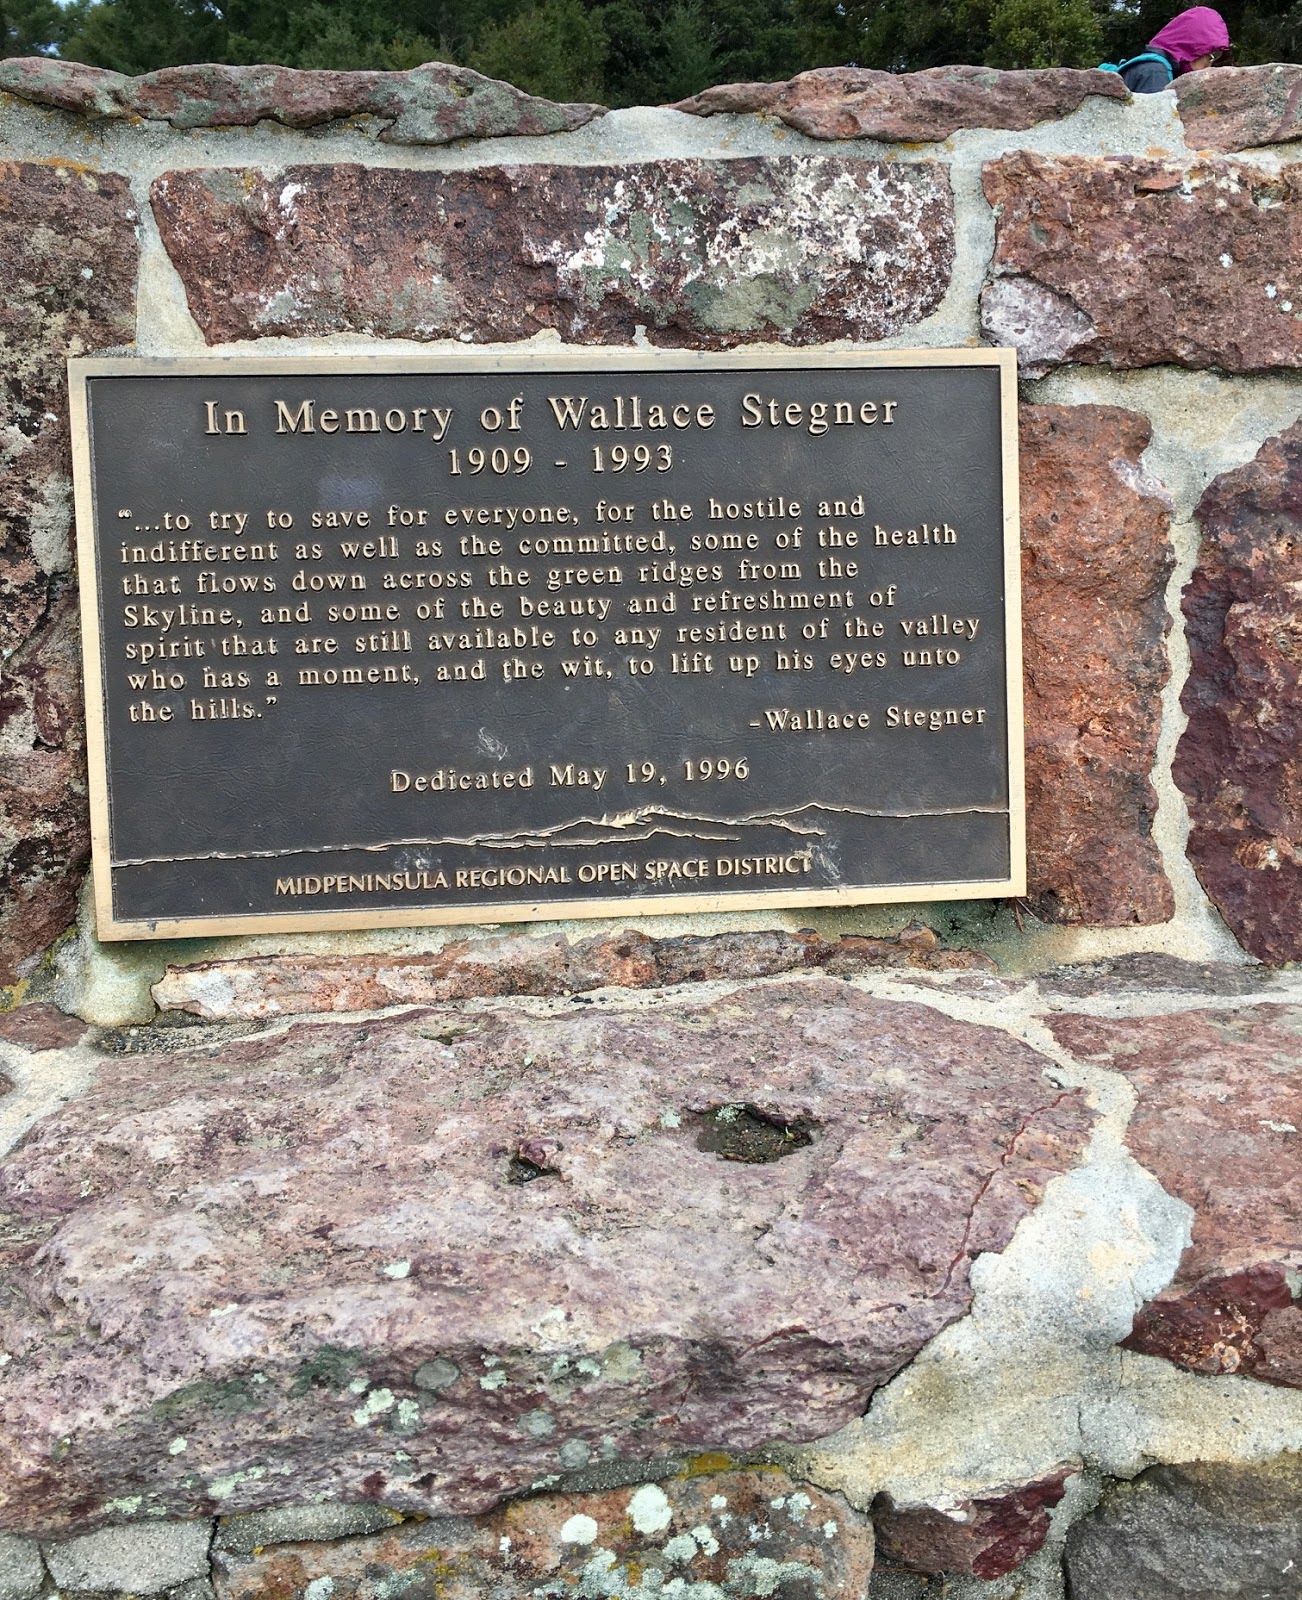 In Memory of Wallace Stegner
1909 - 1993
“...to try to save for everyone, for the hostile and
indifferent as well as the committed, some of the health
that flows down across the green ridges from the
Skyline, and some of the beauty and refreshment of
spirit that are still available to any resident of the valley
who has a moment, and the wit, to lift up his eyes unto
the hills.”
-Wallace Stegner
Dedicated May 19, 1996
MIDPENINSULA REGIONAL OPEN SPACE DISTRICT